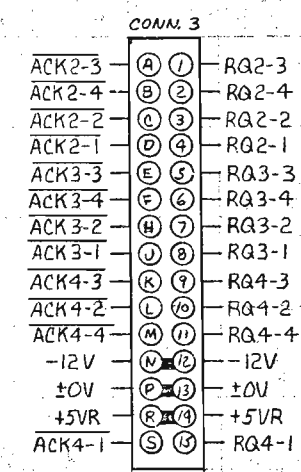 CONN. 3
ACK2-3 A 1 RQ2-3
ACK2-4 B 2 RQ2-4
ACK2-2 C 3 RQ2-2
ACK2-1 D 4 RQ2-1
ACK3-3 E 5 RQ3-3
ACK3-4 F 6 RQ3-4
ACK3-2 H 7 RQ3-2
ACK3-1 J 8 RQ3-1
ACK4-3 K 9 RQ4-3
ACK4-2 L 10 RQ4-2
ACK4-4 M 11 RQ4-4
-12V N 12 -12V
±0V P 13 ±0V
+5VR R 14 +5VR
ACK4-1 S 15 RQ4-1